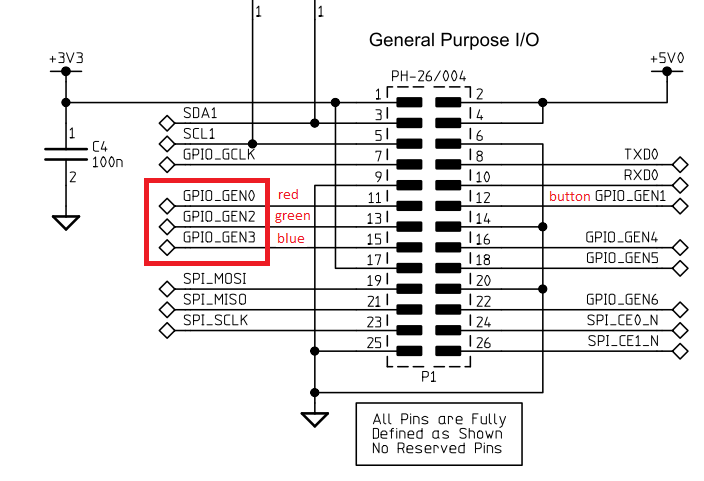 1
1
General Purpose I/O
+3V3
+5V0
PH-26/004
1 2
SDA1 3 4
SCL1 5 6
GPIO_GCLK 7 8 TXD0
9 10 RXD0
GPIO_GEN0 red 11 12 button GPIO_GEN1
GPIO_GEN2 green 13 14
GPIO_GEN3 blue 15 16 GPIO_GEN4
17 18 GPIO_GEN5
SPI_MOSI 19 20
SPI_MISO 21 22 GPIO_GEN6
SPI_SCLK 23 24 SPI_CE0_N
25 26 SPI_CE1_N
P1
1
C4
100n
2
All Pins are Fully
Defined as Shown
No Reserved Pins